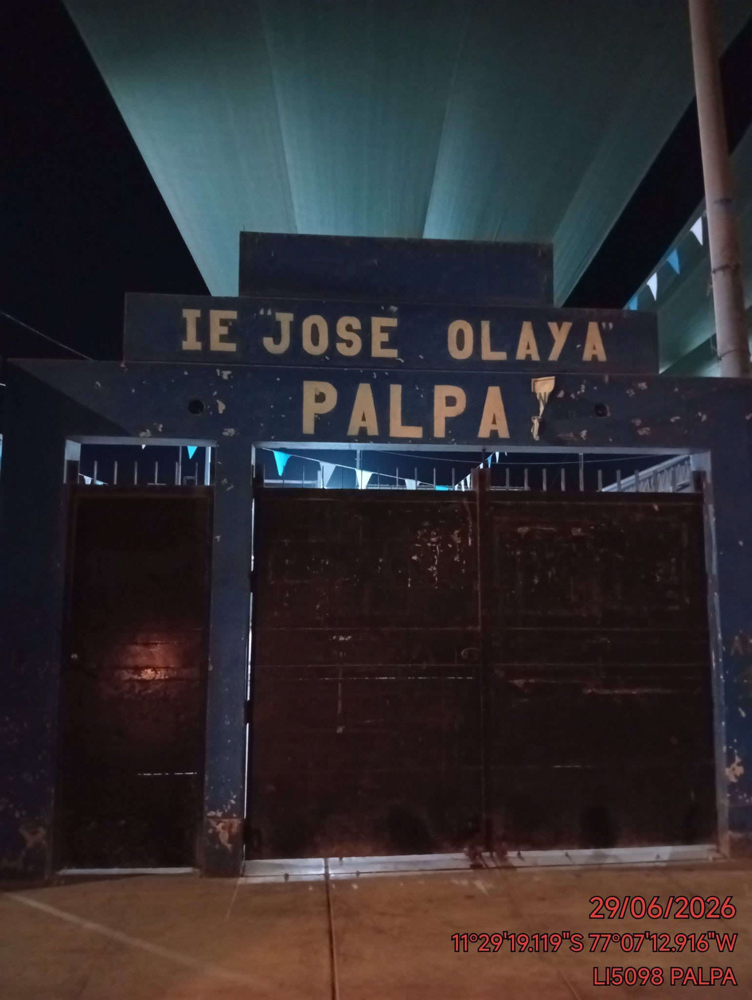 IE "JOSE OLAYA"
PALPA
29/06/2026
11°29'19.119"S 77°07'12.916"W
LI5098 PALPA